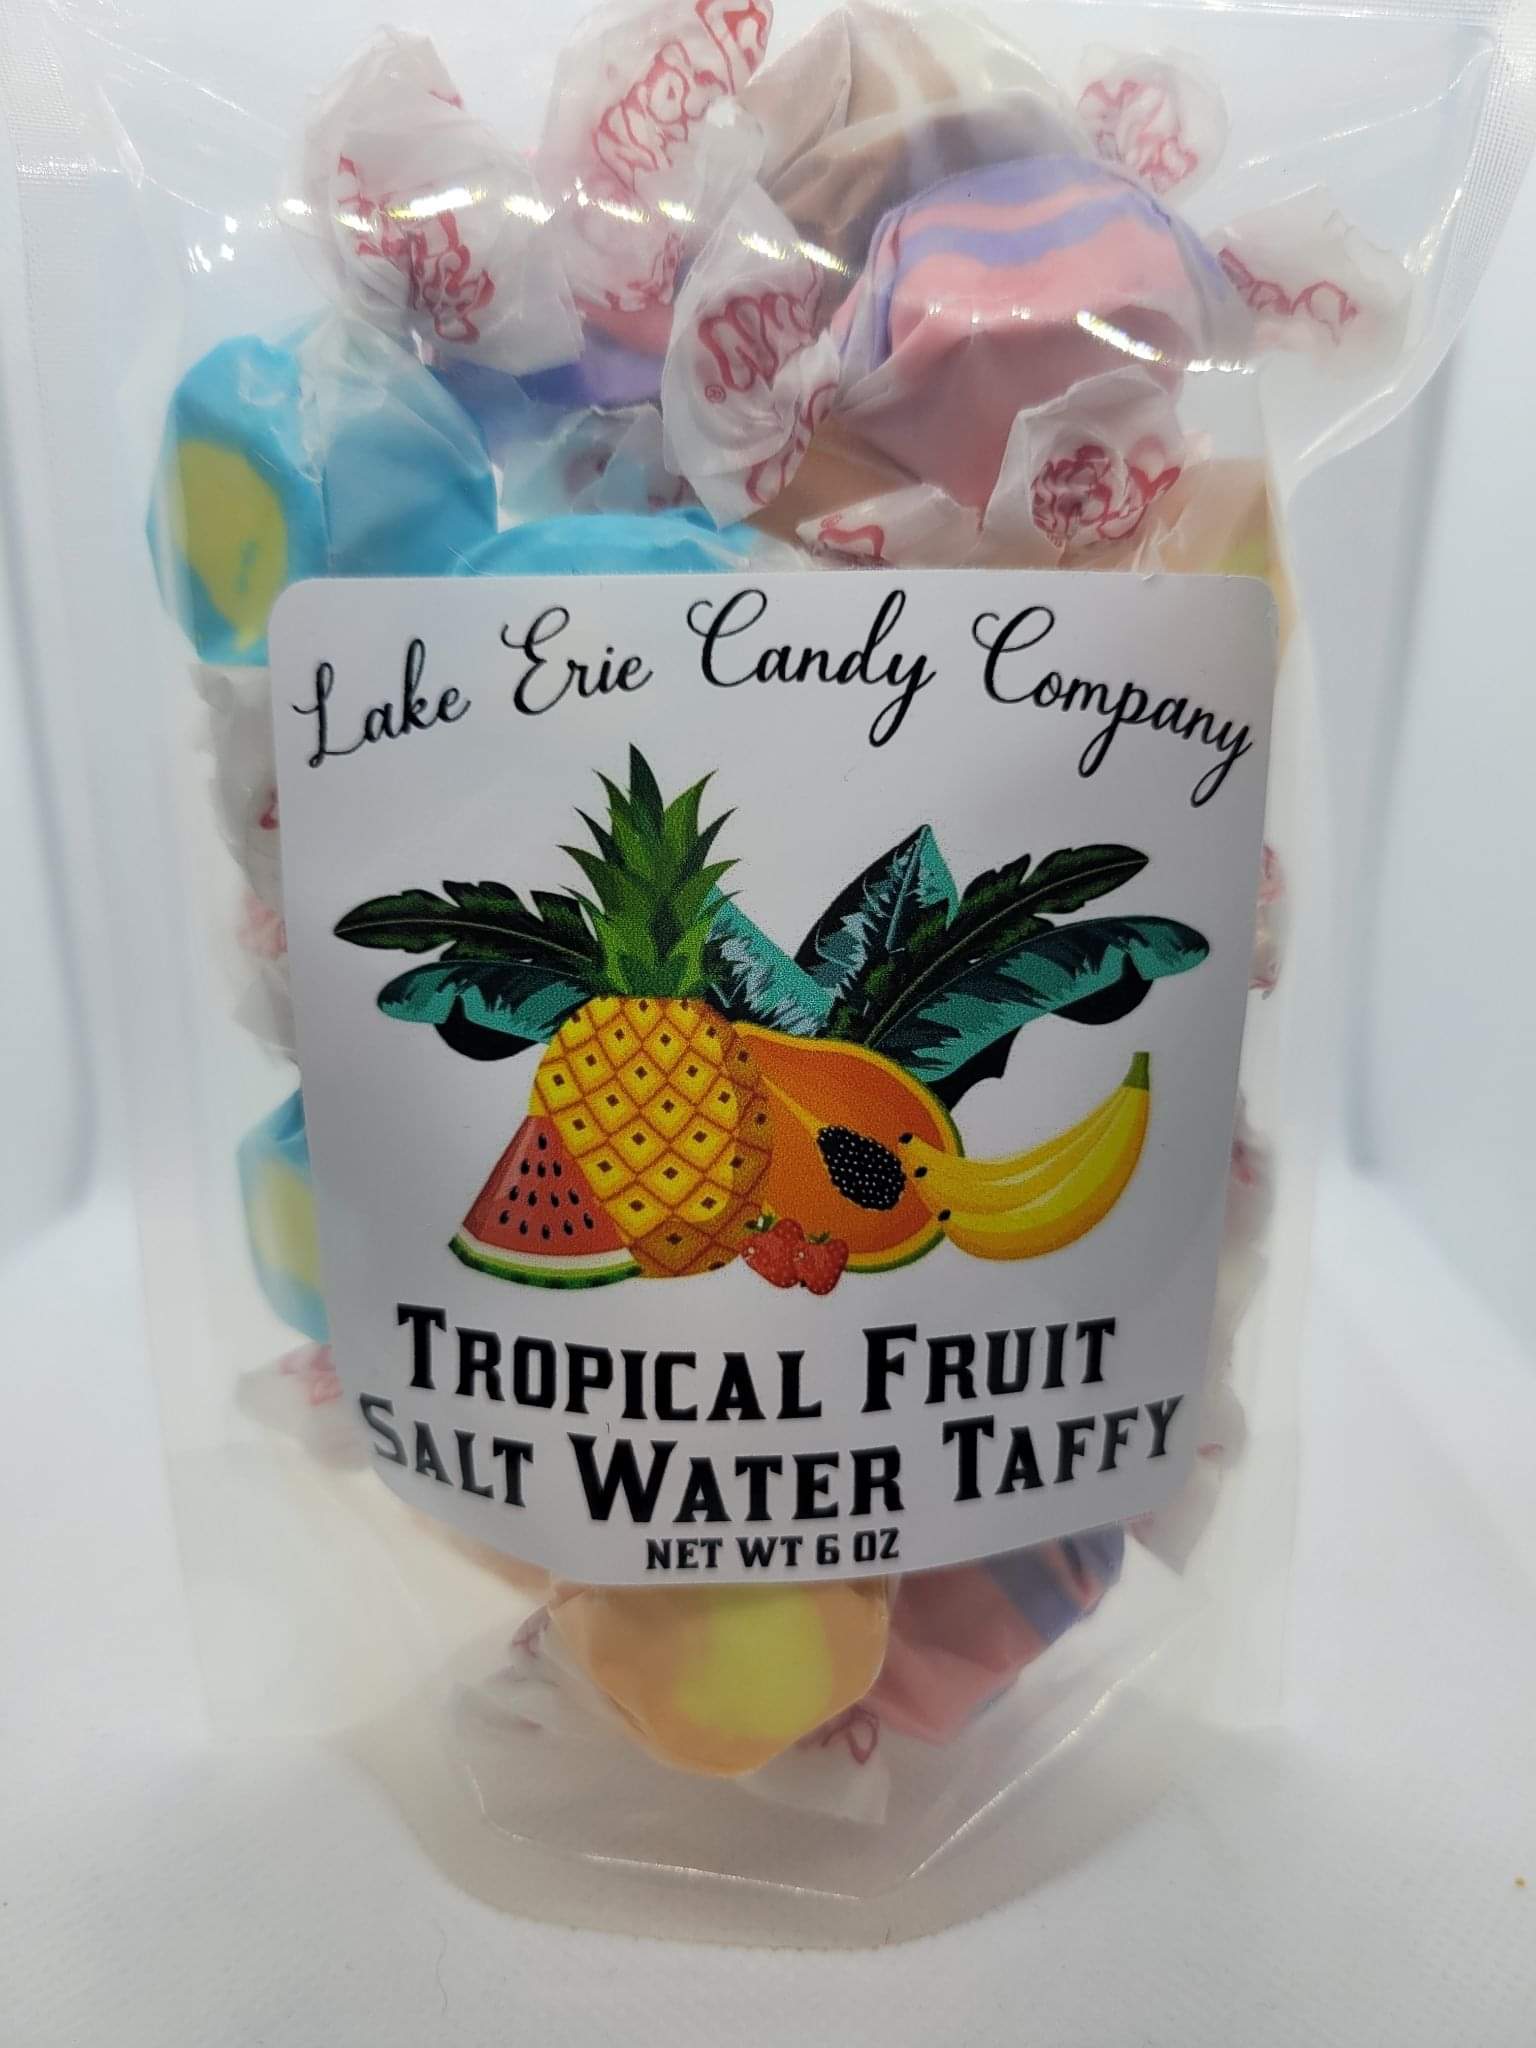 Lake Erie Candy Company
Tropical Fruit
Salt Water Taffy
NET WT 6 OZ